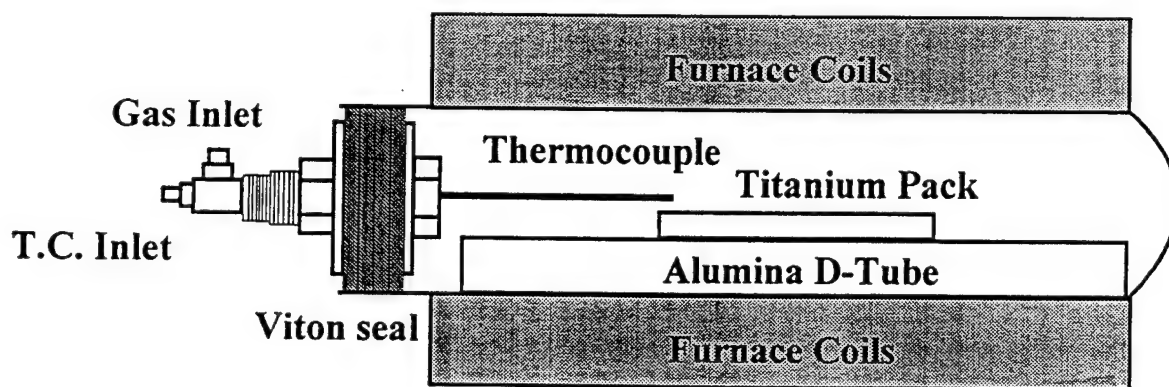 Furnace Coils
Gas Inlet
Thermocouple
Titanium Pack
T.C. Inlet
Alumina D-Tube
Viton seal
Furnace Coils